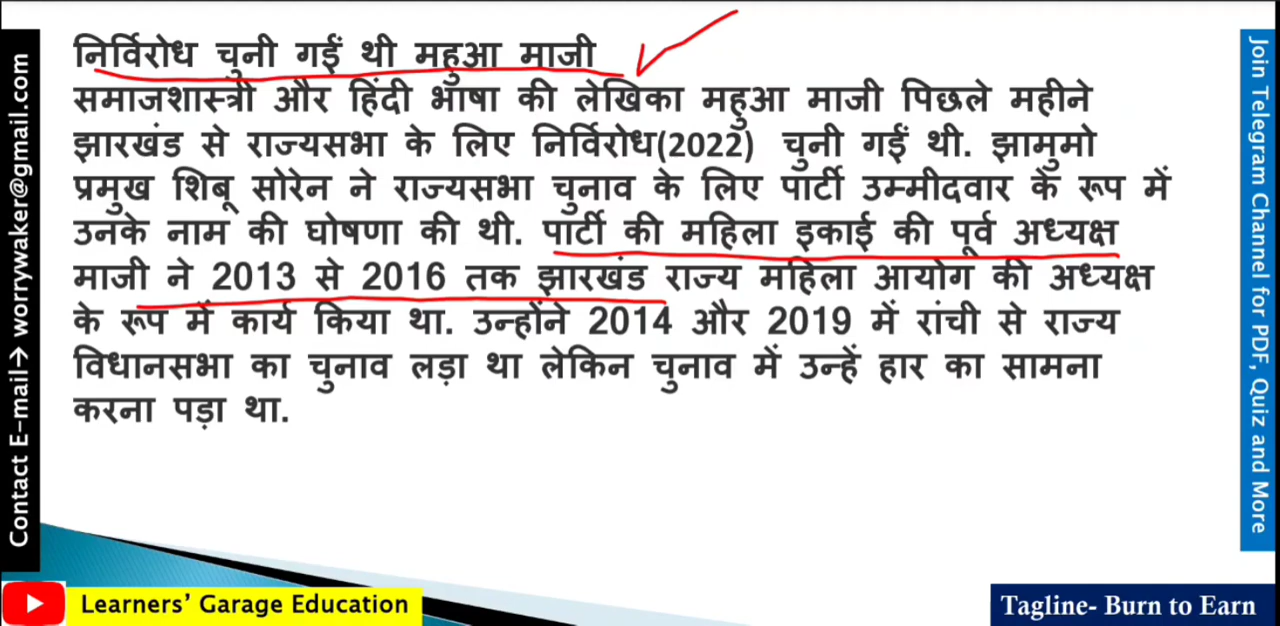 निर्विरोध चुनी गईं थी महुआ माजी
समाजशास्त्री और हिंदी भाषा की लेखिका महुआ माजी पिछले महीने
झारखंड से राज्यसभा के लिए निर्विरोध(2022) चुनी गईं थी. झामुमो
प्रमुख शिबू सोरेन ने राज्यसभा चुनाव के लिए पार्टी उम्मीदवार के रूप में
उनके नाम की घोषणा की थी. पार्टी की महिला इकाई की पूर्व अध्यक्ष
माजी ने 2013 से 2016 तक झारखंड राज्य महिला आयोग की अध्यक्ष
के रूप में कार्य किया था. उन्होंने 2014 और 2019 में रांची से राज्य
विधानसभा का चुनाव लड़ा था लेकिन चुनाव में उन्हें हार का सामना
करना पड़ा था.
Contact E-mail→ worrywaker@gmail.com
Join Telegram Channel for PDF, Quiz and More
Learners’ Garage Education
Tagline- Burn to Earn